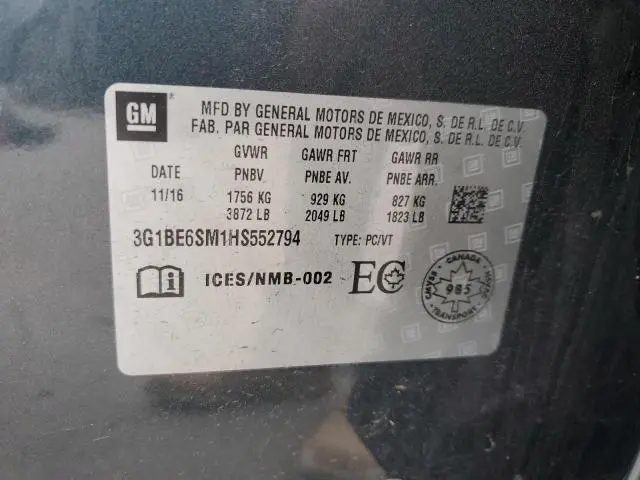 GM ®
MFD BY GENERAL MOTORS DE MEXICO, S. DE R.L. DE C.V.
FAB. PAR GENERAL MOTORS DE MEXICO, S. DE R.L. DE C.V.
GVWR GAWR FRT GAWR RR
DATE PNBV. PNBE AV. PNBE ARR.
11/16 1756 KG 929 KG 827 KG
3872 LB 2049 LB 1823 LB
3G1BE6SM1HS552794 TYPE: PC/VT
i ICES/NMB-002 EC
CANADA
CMVSS 985
TRANSPORT